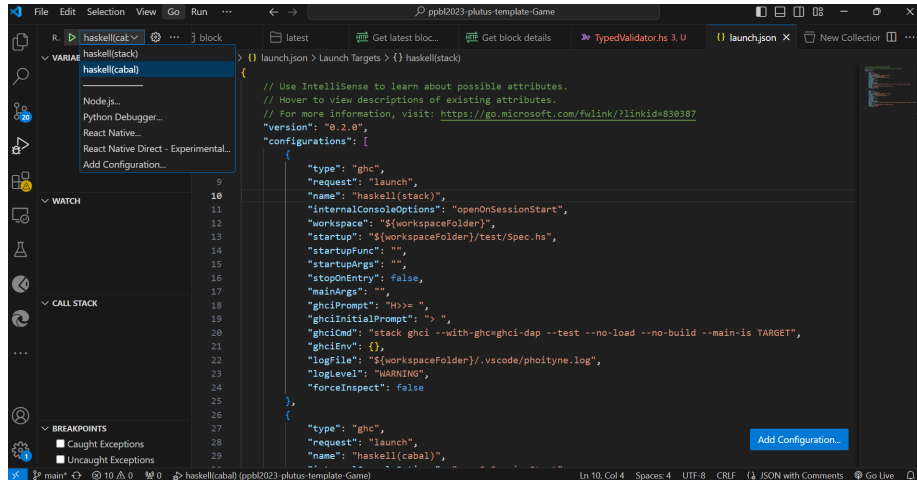 File Edit Selection View Go Run ··· ← → ppbl2023-plutus-template-Game
R.. haskell(cat ··· block latest Get latest bloc... Get block details TypedValidator.hs 3, U {} launch.json × New Collection ···
VARIAB
haskell(stack)
haskell(cabal)
Node.js...
Python Debugger...
React Native...
React Native Direct - Experimental...
Add Configuration...
> {} launch.json > Launch Targets > {} haskell(stack)
{
// Use IntelliSense to learn about possible attributes.
// Hover to view descriptions of existing attributes.
// For more information, visit: https://go.microsoft.com/fwlink/?linkid=830387
"version": "0.2.0",
"configurations": [
{
"type": "ghc",
9 "request": "launch",
10 "name": "haskell(stack)",
11 "internalConsoleOptions": "openOnSessionStart",
12 "workspace": "${workspaceFolder}",
13 "startup": "${workspaceFolder}/test/Spec.hs",
14 "startupFunc": "",
15 "startupArgs": "",
16 "stopOnEntry": false,
17 "mainArgs": "",
18 "ghciPrompt": "H>>= ",
19 "ghciInitialPrompt": "> ",
20 "ghciCmd": "stack ghci --with-ghc=ghci-dap --test --no-load --no-build --main-is TARGET",
21 "ghciEnv": {},
22 "logFile": "${workspaceFolder}/.vscode/phoityne.log",
23 "logLevel": "WARNING",
24 "forceInspect": false
25 },
26 {
27 "type": "ghc",
28 "request": "launch",
29 "name": "haskell(cabal)",
WATCH
CALL STACK
BREAKPOINTS
Caught Exceptions
Uncaught Exceptions
20
1
Add Configuration...
main* 10 0 0 haskell(cabal) (ppbl2023-plutus-template-Game) Ln 10, Col 4 Spaces: 4 UTF-8 CRLF {} JSON with Comments Go Live